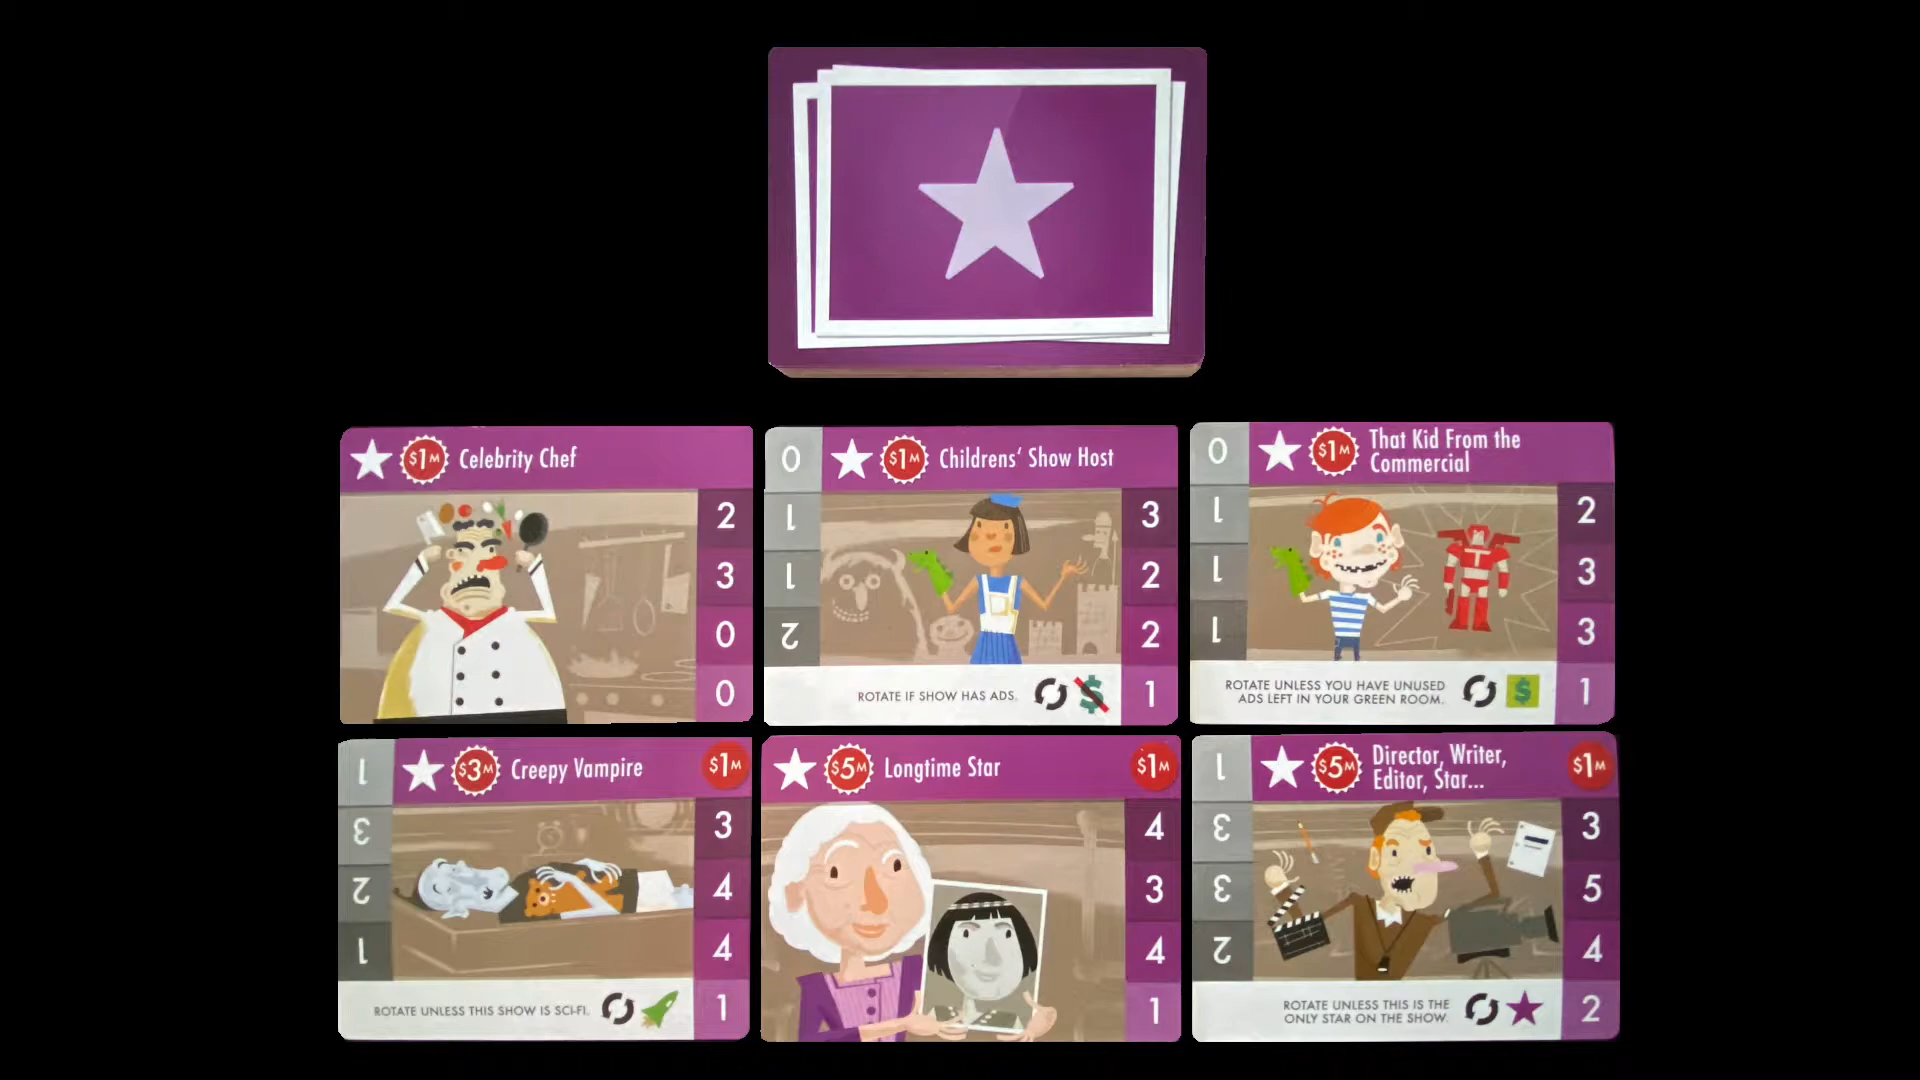 $1M Celebrity Chef
2
3
0
0
0 $1M Childrens' Show Host
1 3
1 2
2 2
ROTATE IF SHOW HAS ADS. $ 1
0 $1M That Kid From the
Commercial
1 2
1 3
1 3
ROTATE UNLESS YOU HAVE UNUSED
ADS LEFT IN YOUR GREEN ROOM. $ 1
1 $3M Creepy Vampire $1M
3 3
2 4
1 4
ROTATE UNLESS THIS SHOW IS SCI-FI. 1
$5M Longtime Star $1M
4
3
4
1
1 $5M Director, Writer,
Editor, Star... $1M
3 3
3 5
2 4
ROTATE UNLESS THIS IS THE
ONLY STAR ON THE SHOW. 2